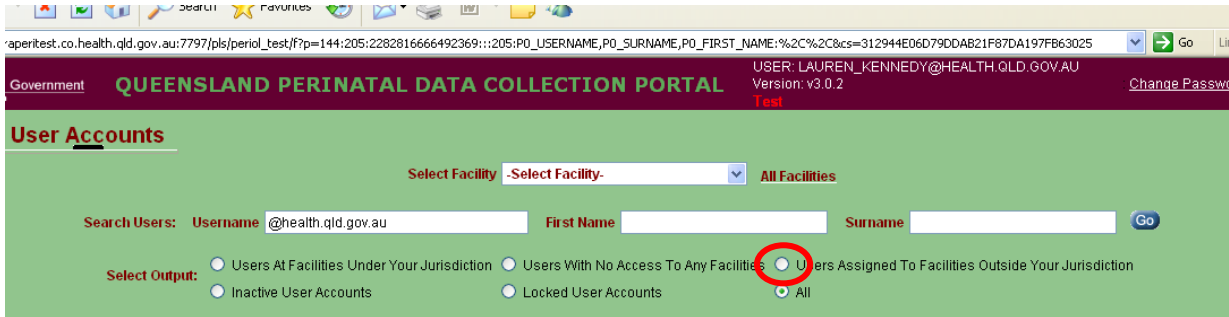 Search Favorites
raperitest.co.health.qld.gov.au:7797/pls/periol_test/f?p=144:205:2282816666492369:::205:P0_USERNAME,P0_SURNAME,P0_FIRST_NAME:%2C%2C&cs=312944E06D79DDAB21F87DA197FB63025 Go
Government QUEENSLAND PERINATAL DATA COLLECTION PORTAL USER: LAUREN_KENNEDY@HEALTH.QLD.GOV.AU
Version: v3.0.2 Change Passwo
Test
User Accounts
Select Facility -Select Facility- All Facilities
Search Users: Username @health.qld.gov.au First Name Surname Go
Select Output: Users At Facilities Under Your Jurisdiction Users With No Access To Any Facilities Users Assigned To Facilities Outside Your Jurisdiction
Inactive User Accounts Locked User Accounts All